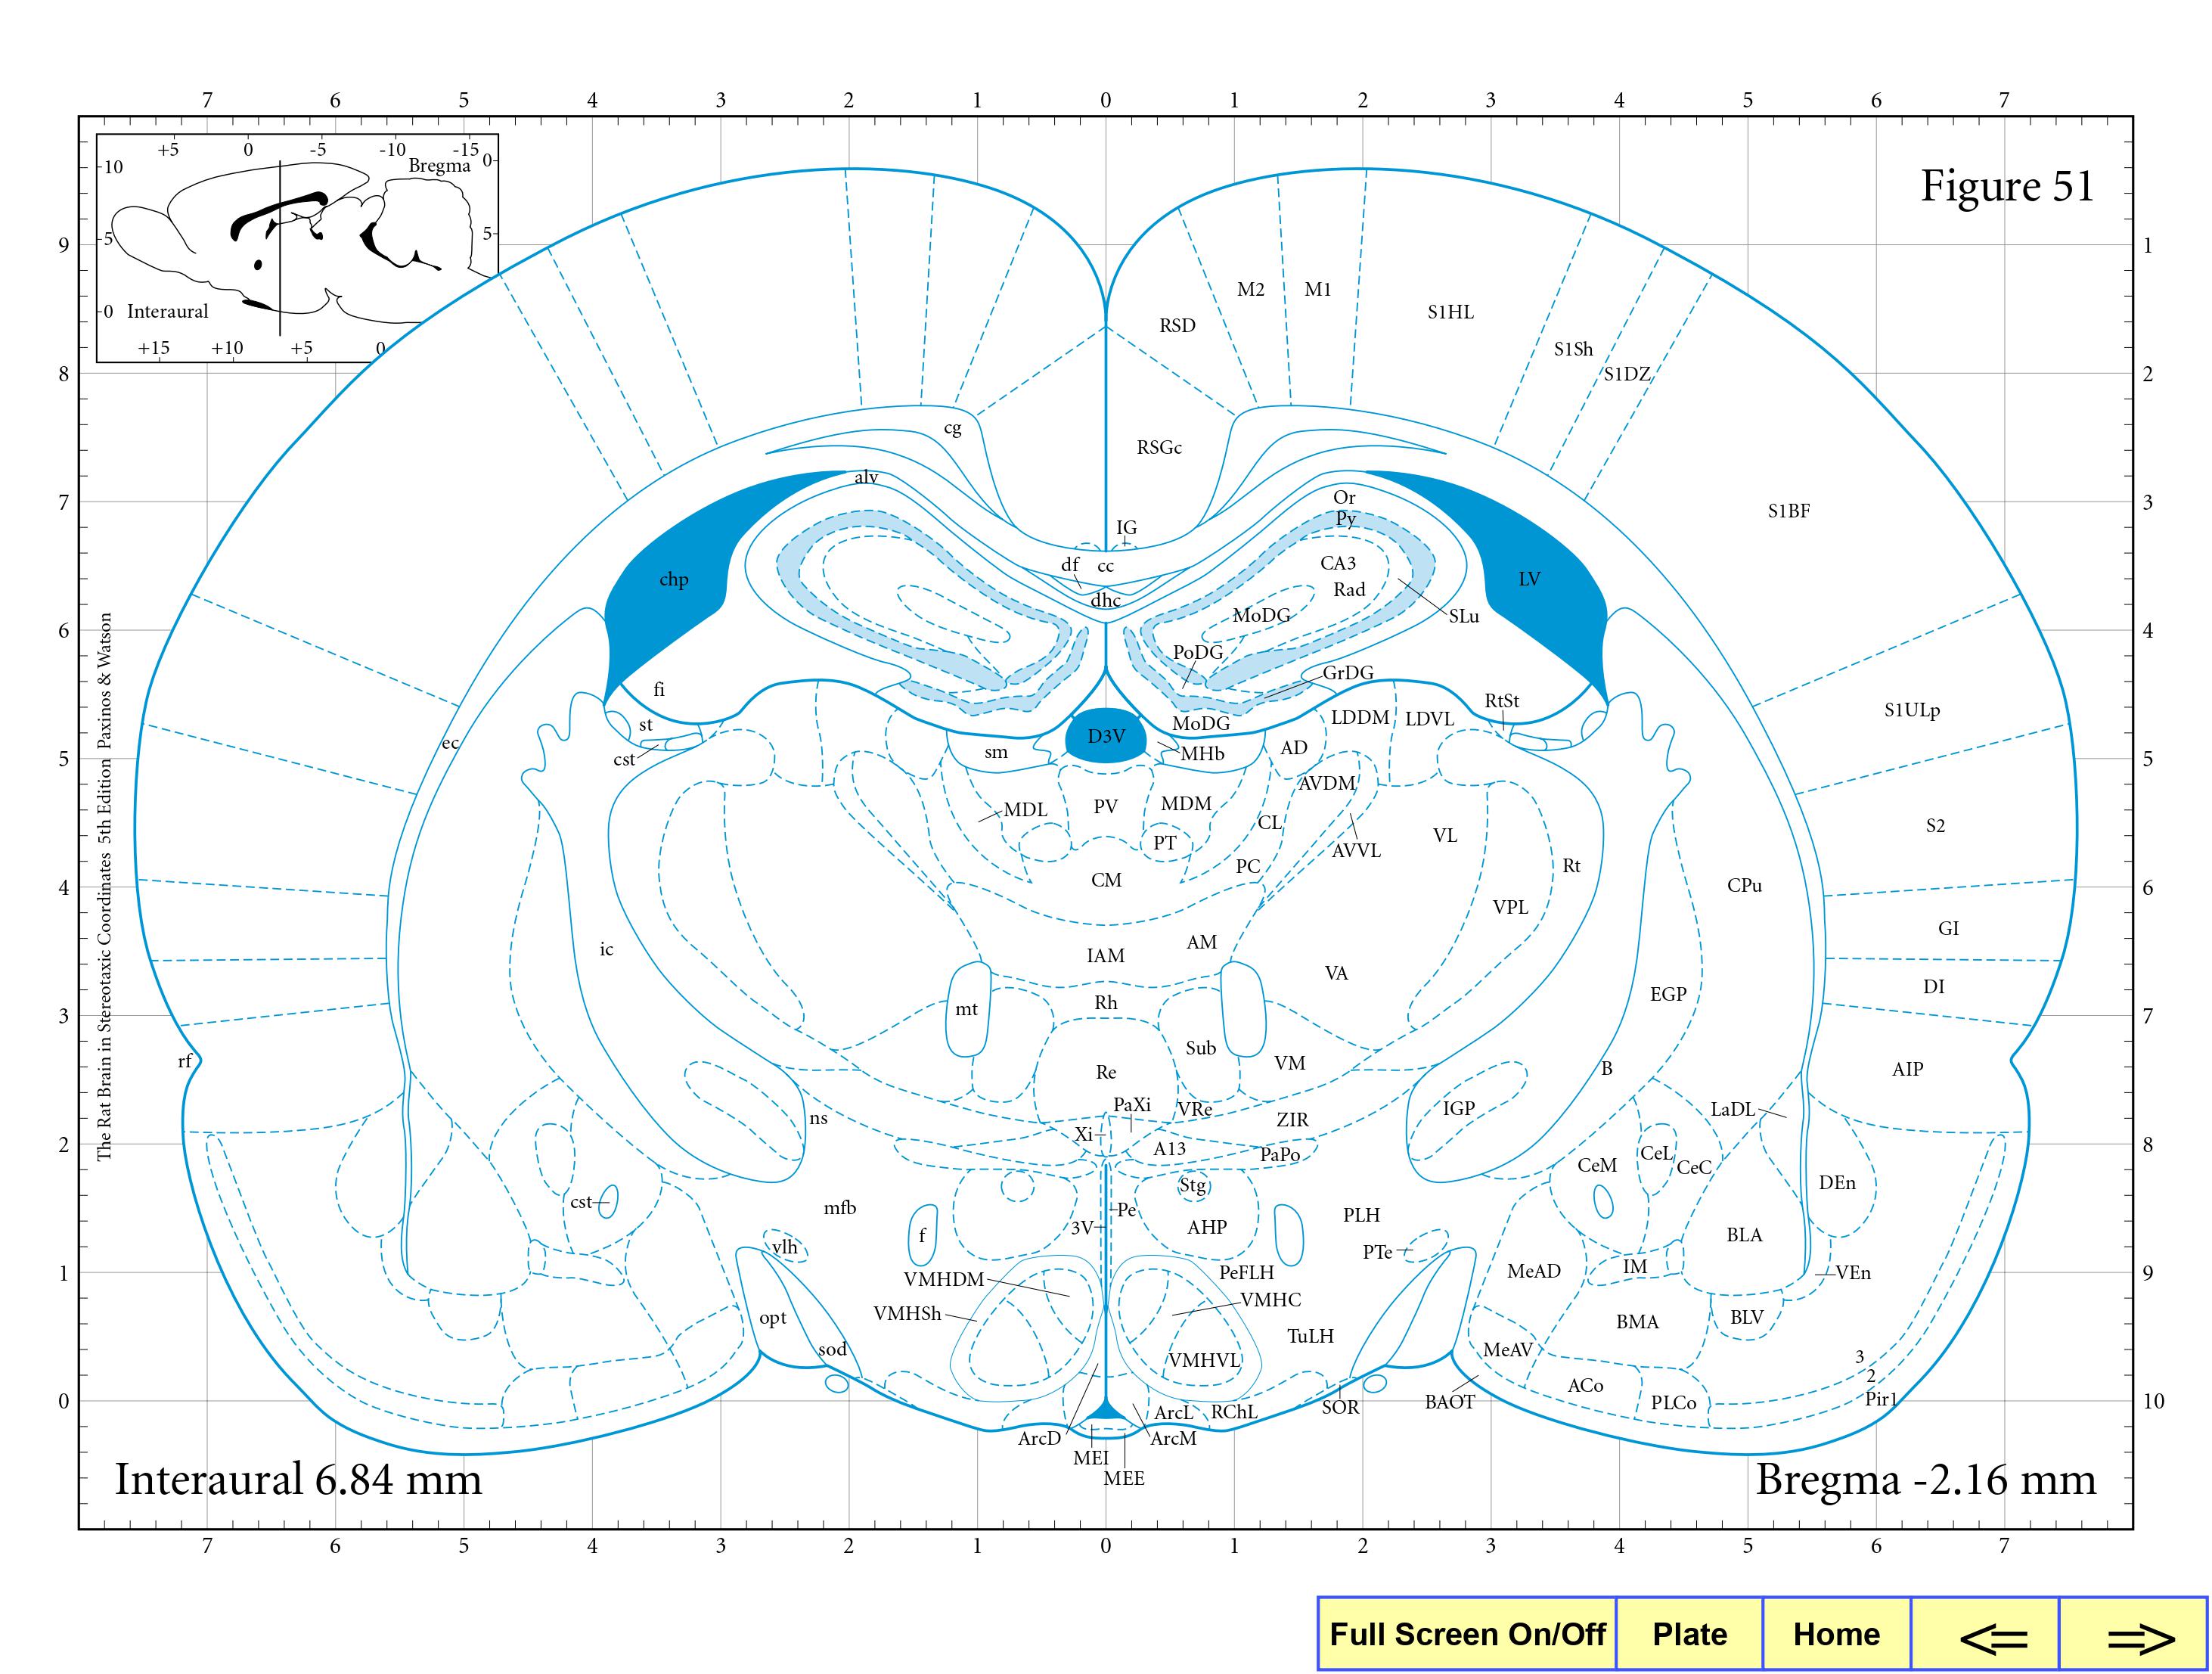 7 6 5 4 3 2 1 0 1 2 3 4 5 6 7
+5 0 -5 -10 -15
Bregma 0
10
5
5
0 Interaural
+15 +10 +5 0
Figure 51
9 1
8 2
7 3
6 4
5 5
4 6
3 7
2 8
1 9
0 10
The Rat Brain in Stereotaxic Coordinates 5th Edition Paxinos & Watson
M2 M1
S1HL
RSD
S1Sh
S1DZ
cg
RSGc
alv
Or
Py
S1BF
IG
df cc
CA3
chp
LV
Rad
dhc
MoDG
SLu
PoDG
GrDG
fi
RtSt
S1ULp
st
MoDG
LDDM LDVL
D3V
ec
cst
sm
MHb
AD
AVDM
MDL
PV
MDM
CL
S2
VL
PT
AVVL
PC
Rt
CM
CPu
VPL
GI
ic
IAM
AM
VA
DI
EGP
mt
Rh
Sub
rf
VM
B
AIP
Re
PaXi
VRe
IGP
LaDL
ns
ZIR
Xi
A13
PaPo
CeL
CeM
CeC
Stg
DEn
cst
mfb
Pe
PLH
f
3V
AHP
BLA
vlh
PTe
VMHDM
PeFLH
MeAD
IM
VEn
VMHC
VMHSh
opt
BMA
BLV
TuLH
sod
VMHVL
MeAV
3
2
ACo
Pir1
PLCo
BAOT
SOR
ArcL RChL
ArcD
ArcM
MEI
MEE
Interaural 6.84 mm
Bregma -2.16 mm
7 6 5 4 3 2 1 0 1 2 3 4 5 6 7
Full Screen On/Off Plate Home <= =>